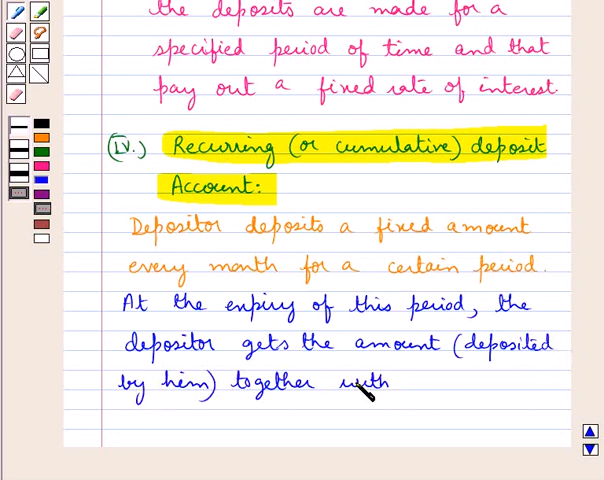 the deposits are made for a
specified period of time and that
pay out a fixed rate of interest.
(IV.) Recurring (or cumulative) deposit
Account:
Depositor deposits a fixed amount
every month for a certain period.
At the expiry of this period, the
depositor gets the amount (deposited
by him) together with